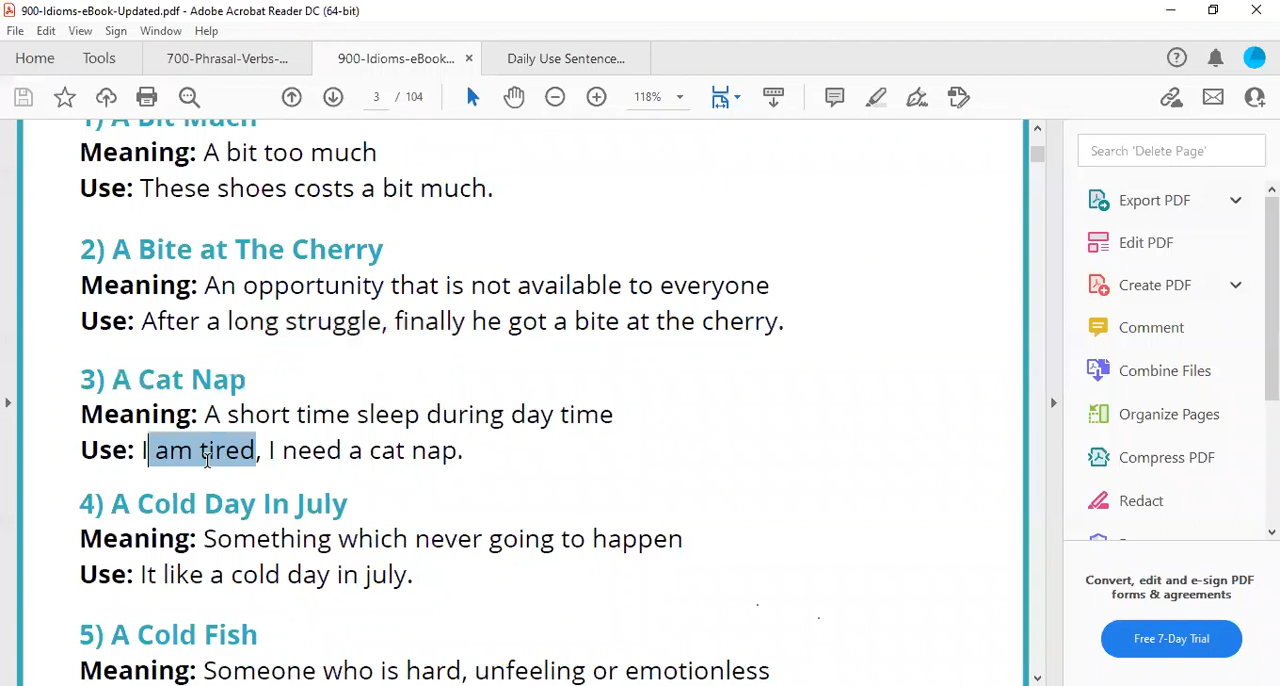 900-Idioms-eBook-Updated.pdf - Adobe Acrobat Reader DC (64-bit)
File Edit View Sign Window Help
Home Tools 700-Phrasal-Verbs-... 900-Idioms-eBook... × Daily Use Sentence...
3 / 104 118%
1) A Bit Much
Meaning: A bit too much
Use: These shoes costs a bit much.
2) A Bite at The Cherry
Meaning: An opportunity that is not available to everyone
Use: After a long struggle, finally he got a bite at the cherry.
3) A Cat Nap
Meaning: A short time sleep during day time
Use: I am tired, I need a cat nap.
4) A Cold Day In July
Meaning: Something which never going to happen
Use: It like a cold day in july.
5) A Cold Fish
Meaning: Someone who is hard, unfeeling or emotionless
Search 'Delete Page'
Export PDF
Edit PDF
Create PDF
Comment
Combine Files
Organize Pages
Compress PDF
Redact
Convert, edit and e-sign PDF
forms & agreements
Free 7-Day Trial